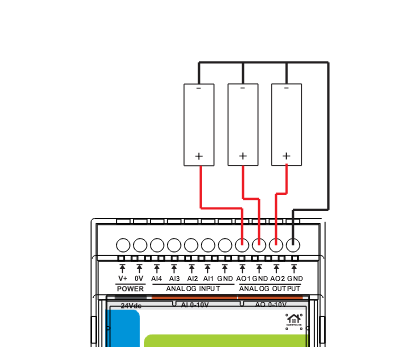 - - -
+ + +
V+ 0V AI4 AI3 AI2 AI1 GND AO1 GND AO2 GND
POWER ANALOG INPUT ANALOG OUTPUT
24Vdc AI 0-10V AO 0-10V